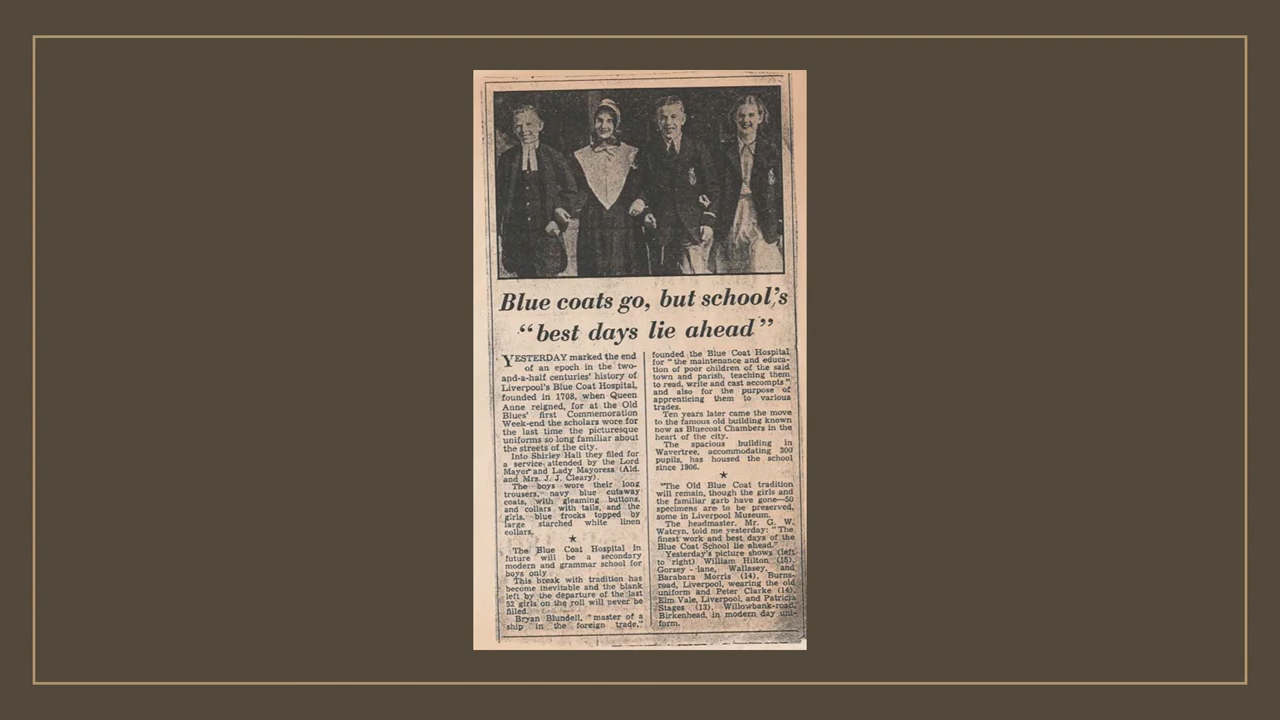 Blue coats go, but school's
“best days lie ahead”
YESTERDAY marked the end
of an epoch in the two-
and-a-half centuries' history of
Liverpool's Blue Coat Hospital,
founded in 1708, when Queen
Anne reigned, for at the Old
Blues' first Commemoration
Week-end the scholars wore for
the last time the picturesque
uniforms so long familiar about
the streets of the city.
Into Shirley Hall they filed for
a service attended by the Lord
Mayor and Lady Mayoress (Ald.
and Mrs. J. J. Cleary).
The boys wore their long
trousers, navy blue cutaway
coats, with gleaming buttons,
and collars with tails, and the
girls, blue frocks topped by
large starched white linen
collars.
★
The Blue Coat Hospital in
future will be a secondary
modern and grammar school for
boys only
This break with tradition has
become inevitable and the blank
left by the departure of the last
52 girls on the roll will never be
filled.
Bryan Blundell, “master of a
ship in the foreign trade,”
founded the Blue Coat Hospital
for “the maintenance and educa-
tion of poor children of the said
town and parish, teaching them
to read, write and cast accompts”
and also for the purpose of
apprenticing them to various
trades.
Ten years later came the move
to the famous old building known
now as Bluecoat Chambers in the
heart of the city.
The spacious building in
Wavertree, accommodating 300
pupils, has housed the school
since 1906.
★
“The Old Blue Coat tradition
will remain, though the girls and
the familiar garb have gone—50
specimens are to be preserved,
some in Liverpool Museum.
The headmaster, Mr. G. W.
Watcyn, told me yesterday: “The
finest work and best days of the
Blue Coat School lie ahead.”
Yesterday's picture shows (left
to right) William Hilton (15),
Gorsey-lane, Wallasey, and
Barabara Morris (14), Burns-
road, Liverpool, wearing the old
uniform and Peter Clarke (14),
Elm Vale, Liverpool, and Patricia
Stages (13), Willowbank-road,
Birkenhead, in modern day uni-
form.